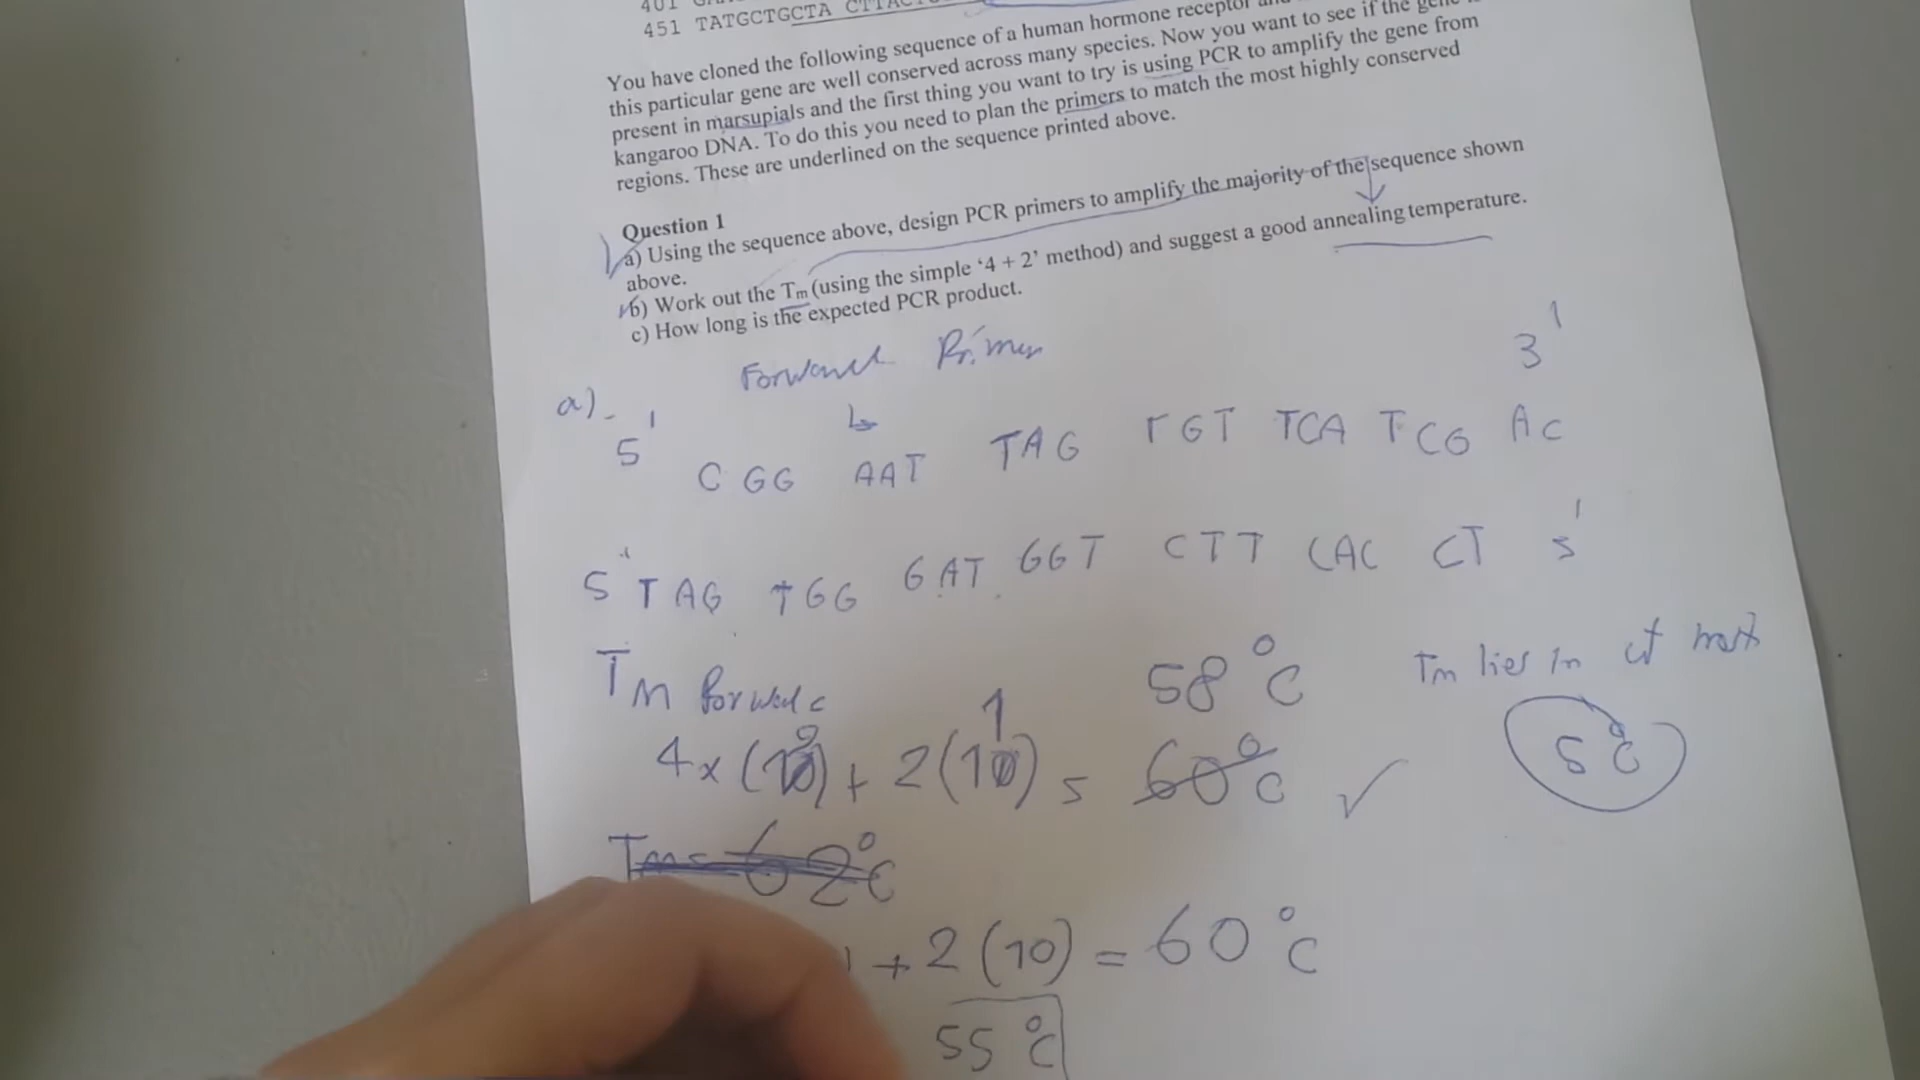 451 TATGCTGCTA
You have cloned the following sequence of a human hormone receptor
this particular gene are well conserved across many species. Now you want to see if the gene
present in marsupials and the first thing you want to try is using PCR to amplify the gene from
kangaroo DNA. To do this you need to plan the primers to match the most highly conserved
regions. These are underlined on the sequence printed above.
Question 1
a) Using the sequence above, design PCR primers to amplify the majority of the sequence shown
above.
b) Work out the Tm (using the simple ‘4 + 2’ method) and suggest a good annealing temperature.
c) How long is the expected PCR product.
Forward Primer
a)- 5' 3'
CGG AAT TAG TGT TCA TCG AC
5' TAG TGG GAT GGT CTT CAC CT 5'
Tm forward 58°C Tm lies in at most
4x( ) + 2(11) = 60°C 5°C
Tm= 62°C
+ 2(10) = 60°C
55°C